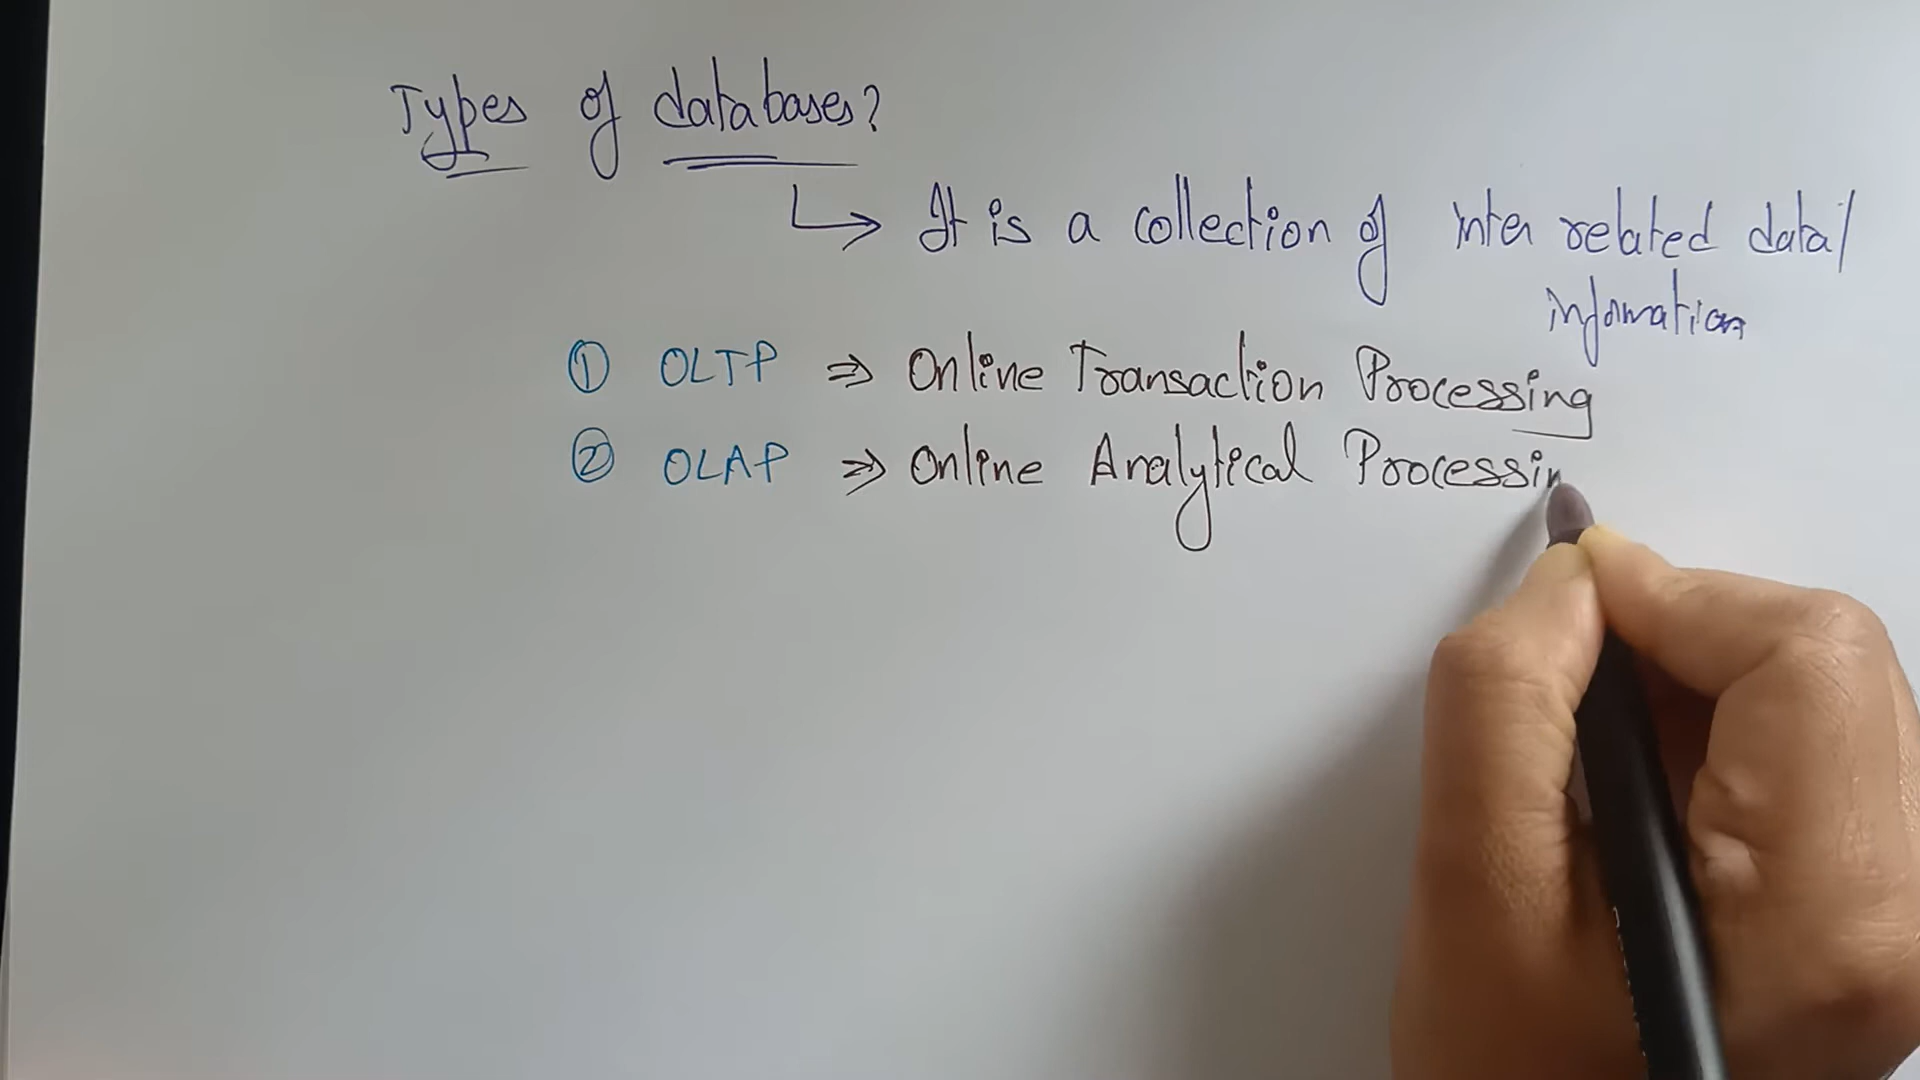 Types of databases?
↳ It is a collection of inter related data/
information
① OLTP ⇒ Online Transaction Processing
② OLAP ⇒ Online Analytical Processin